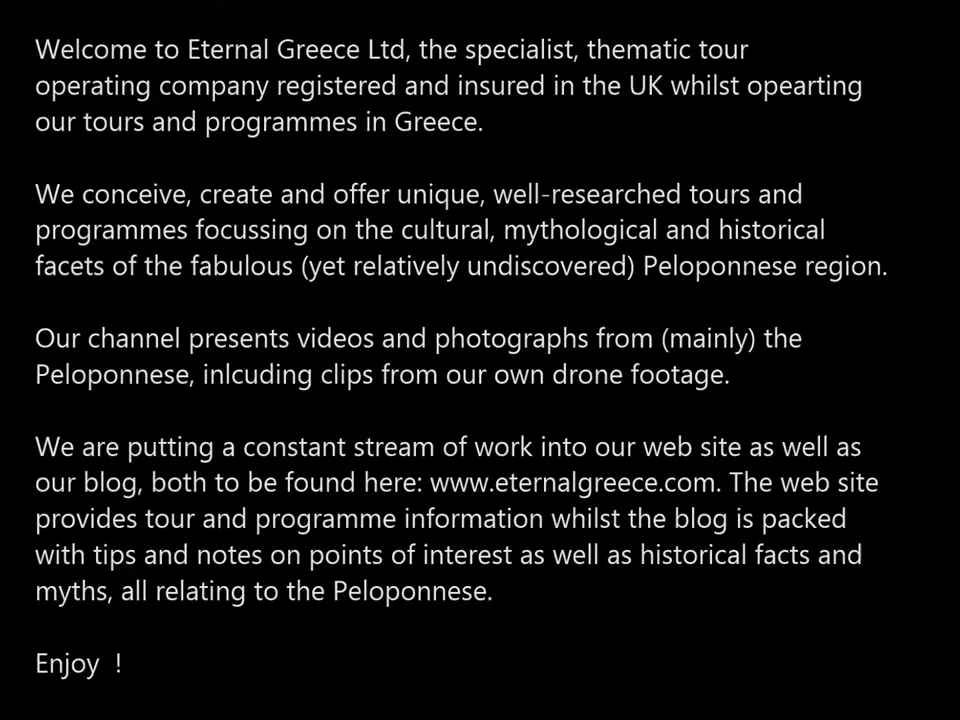 Welcome to Eternal Greece Ltd, the specialist, thematic tour
operating company registered and insured in the UK whilst opearting
our tours and programmes in Greece.
We conceive, create and offer unique, well-researched tours and
programmes focussing on the cultural, mythological and historical
facets of the fabulous (yet relatively undiscovered) Peloponnese region.
Our channel presents videos and photographs from (mainly) the
Peloponnese, inlcuding clips from our own drone footage.
We are putting a constant stream of work into our web site as well as
our blog, both to be found here: www.eternalgreece.com. The web site
provides tour and programme information whilst the blog is packed
with tips and notes on points of interest as well as historical facts and
myths, all relating to the Peloponnese.
Enjoy  !